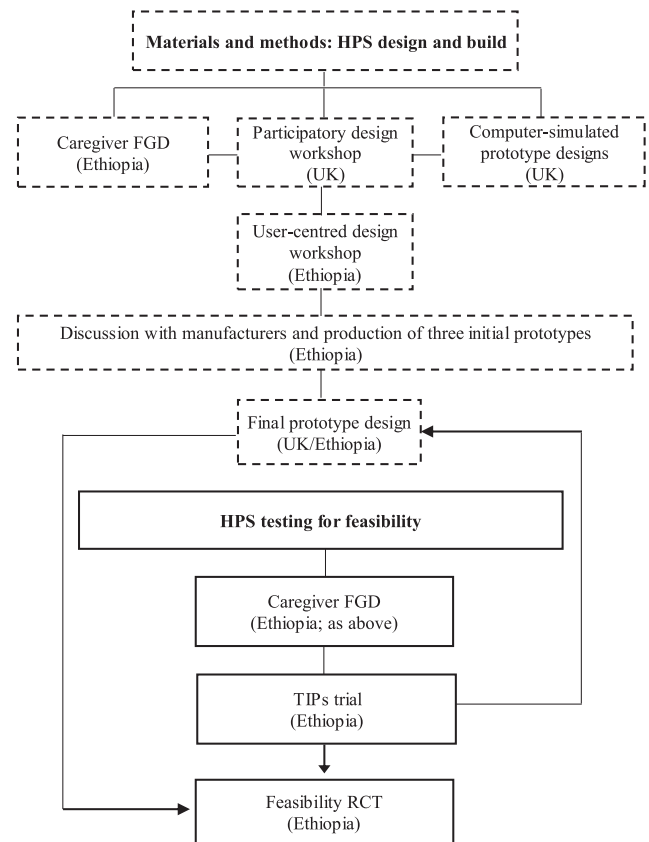 Materials and methods: HPS design and build
Caregiver FGD
(Ethiopia)
Participatory design
workshop
(UK)
Computer-simulated
prototype designs
(UK)
User-centred design
workshop
(Ethiopia)
Discussion with manufacturers and production of three initial prototypes
(Ethiopia)
Final prototype design
(UK/Ethiopia)
HPS testing for feasibility
Caregiver FGD
(Ethiopia; as above)
TIPs trial
(Ethiopia)
Feasibility RCT
(Ethiopia)